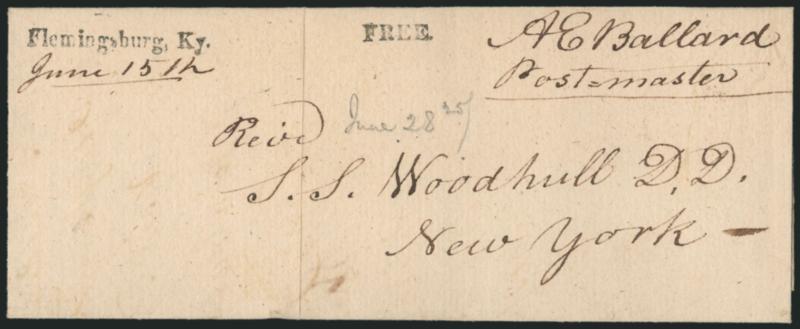 Flemingsburg, Ky.
June 15th
FREE.
A E Ballard
Post=master
Revd
June 28
S. S. Woodhull D. D.
New York